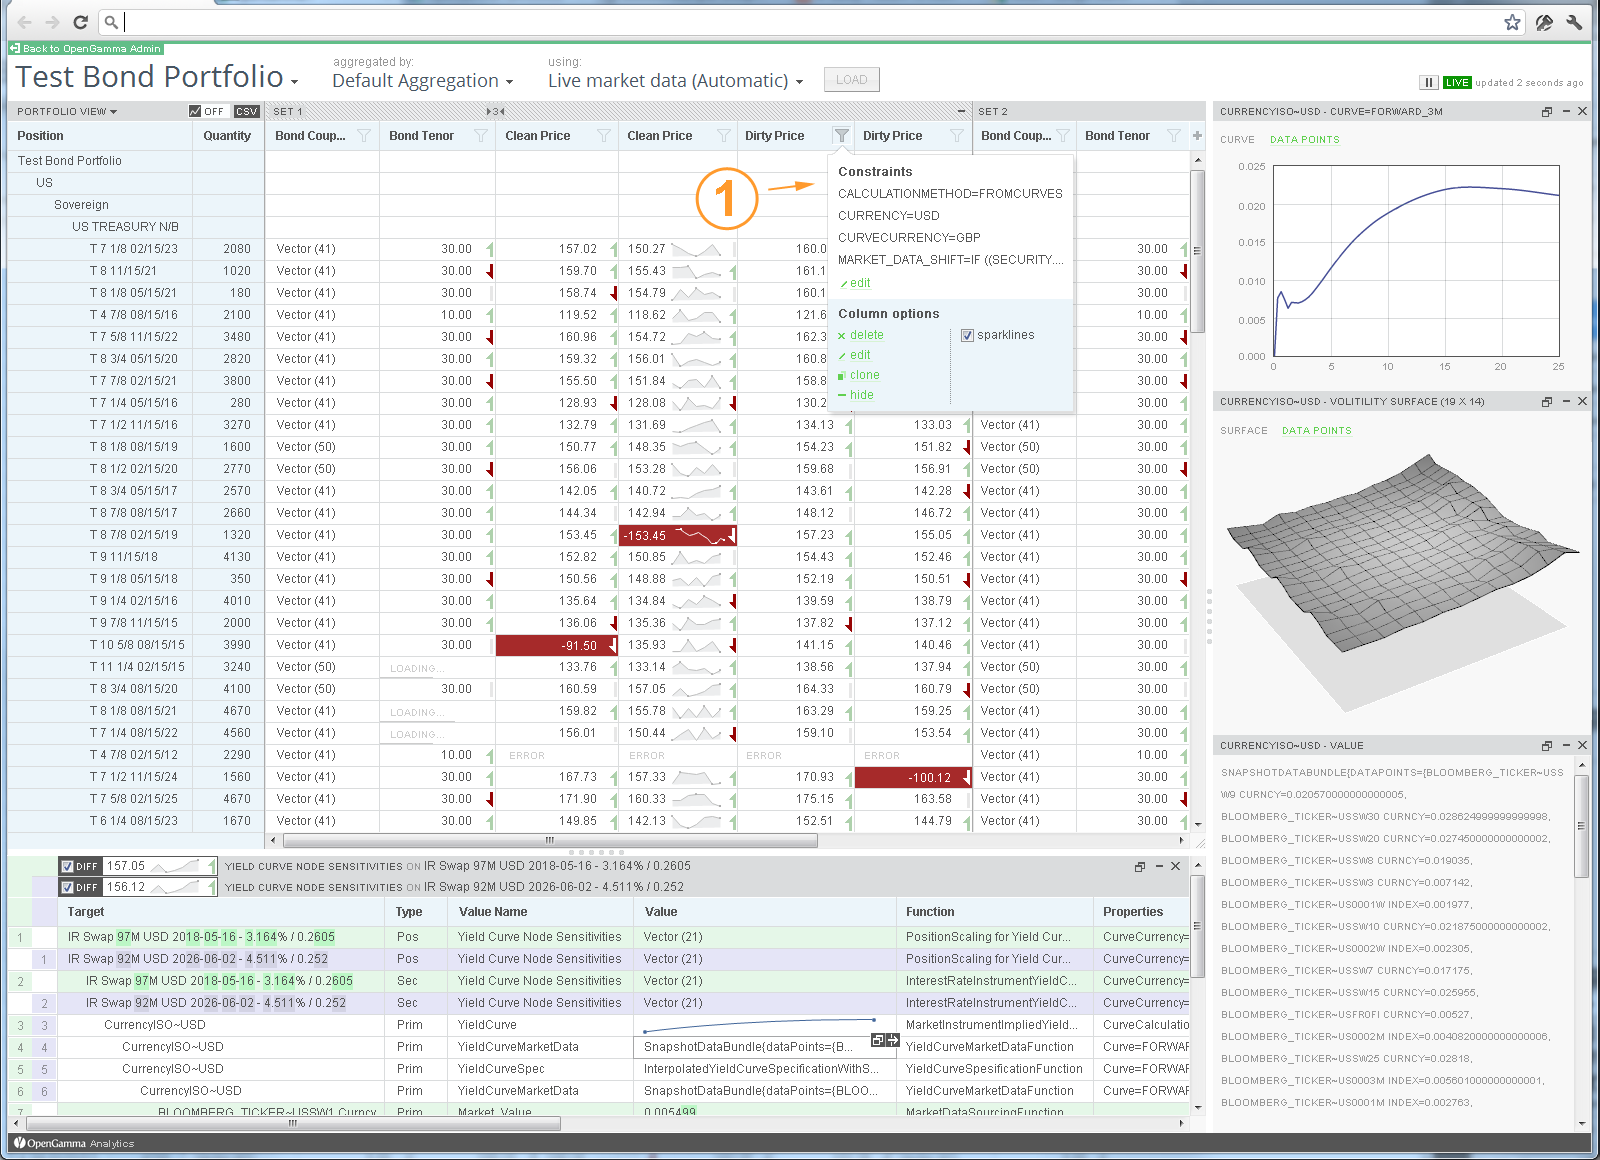 Back to OpenGamma Admin
Test Bond Portfolio
aggregated by:
Default Aggregation
using:
Live market data (Automatic)
LOAD
LIVE updated 2 seconds ago
PORTFOLIO VIEW OFF CSV SET 1 3 SET 2
Position Quantity Bond Coup... Bond Tenor Clean Price Clean Price Dirty Price Dirty Price Bond Coup... Bond Tenor
Test Bond Portfolio
US
Sovereign
US TREASURY N/B
T 7 1/8 02/15/23 2080 Vector (41) 30.00 157.02 150.27 160.0 30.00
T 8 11/15/21 1020 Vector (41) 30.00 159.70 155.43 161.1 30.00
T 8 1/8 05/15/21 180 Vector (41) 30.00 158.74 154.79 160.1 30.00
T 4 7/8 08/15/16 2100 Vector (41) 10.00 119.52 118.62 121.6 10.00
T 7 5/8 11/15/22 3480 Vector (41) 30.00 160.96 154.72 162.3 30.00
T 8 3/4 05/15/20 2820 Vector (41) 30.00 159.32 156.01 160.8 30.00
T 7 7/8 02/15/21 3800 Vector (41) 30.00 155.50 151.84 158.8 30.00
T 7 1/4 05/15/16 280 Vector (41) 30.00 128.93 128.08 130.2 30.00
T 7 1/2 11/15/16 3270 Vector (41) 30.00 132.79 131.69 134.13 133.03 Vector (41) 30.00
T 8 1/8 08/15/19 1600 Vector (50) 30.00 150.77 148.35 154.23 151.82 Vector (50) 30.00
T 8 1/2 02/15/20 2770 Vector (50) 30.00 156.06 153.28 159.68 156.91 Vector (50) 30.00
T 8 3/4 05/15/17 2570 Vector (41) 30.00 142.05 140.72 143.61 142.28 Vector (41) 30.00
T 8 7/8 08/15/17 2660 Vector (41) 30.00 144.34 142.94 148.12 146.72 Vector (41) 30.00
T 8 7/8 02/15/19 1320 Vector (41) 30.00 153.45 -153.45 157.23 155.05 Vector (41) 30.00
T 9 11/15/18 4130 Vector (41) 30.00 152.82 150.85 154.43 152.46 Vector (41) 30.00
T 9 1/8 05/15/18 350 Vector (41) 30.00 150.56 148.88 152.19 150.51 Vector (41) 30.00
T 9 1/4 02/15/16 4010 Vector (41) 30.00 135.64 134.84 139.59 138.79 Vector (41) 30.00
T 9 7/8 11/15/15 2000 Vector (41) 30.00 136.06 135.36 137.82 137.12 Vector (41) 30.00
T 10 5/8 08/15/15 3990 Vector (41) 30.00 -91.50 135.93 141.15 140.46 Vector (41) 30.00
T 11 1/4 02/15/15 3240 Vector (50) LOADING... 133.76 133.14 138.56 137.94 Vector (50) 30.00
T 8 3/4 08/15/20 4100 Vector (50) 30.00 160.59 157.05 164.33 160.79 Vector (50) 30.00
T 8 1/8 08/15/21 4670 Vector (41) LOADING... 159.82 155.78 163.29 159.25 Vector (41) 30.00
T 7 1/4 08/15/22 4560 Vector (41) LOADING... 156.01 150.44 159.10 153.54 Vector (41) 30.00
T 4 7/8 02/15/12 2290 Vector (41) 10.00 ERROR ERROR ERROR ERROR Vector (41) 10.00
T 7 1/2 11/15/24 1560 Vector (41) 30.00 167.73 157.33 170.93 -100.12 Vector (41) 30.00
T 7 5/8 02/15/25 4670 Vector (41) 30.00 171.90 160.33 175.15 163.58 Vector (41) 30.00
T 6 1/4 08/15/23 1670 Vector (41) 30.00 149.85 142.13 152.51 144.79 Vector (41) 30.00
1
Constraints
CALCULATIONMETHOD=FROMCURVES
CURRENCY=USD
CURVECURRENCY=GBP
MARKET_DATA_SHIFT=IF ((SECURITY....
edit
Column options
delete
edit
clone
hide
sparklines
CURRENCYISO~USD - CURVE=FORWARD_3M
CURVE DATA POINTS
0.025
0.020
0.015
0.010
0.005
0.000
0 5 10 15 20 25
CURRENCYISO~USD - VOLITILITY SURFACE (19 X 14)
SURFACE DATA POINTS
CURRENCYISO~USD - VALUE
SNAPSHOTDATABUNDLE{DATAPOINTS={BLOOMBERG_TICKER~USS
W9 CURNCY=0.020570000000000005,
BLOOMBERG_TICKER~USSW30 CURNCY=0.028624999999999998,
BLOOMBERG_TICKER~USSW20 CURNCY=0.027450000000000002,
BLOOMBERG_TICKER~USSW8 CURNCY=0.019035,
BLOOMBERG_TICKER~USSW3 CURNCY=0.007142,
BLOOMBERG_TICKER~US0001W INDEX=0.001977,
BLOOMBERG_TICKER~USSW10 CURNCY=0.021875000000000002,
BLOOMBERG_TICKER~US0002W INDEX=0.002305,
BLOOMBERG_TICKER~USSW7 CURNCY=0.017175,
BLOOMBERG_TICKER~USSW15 CURNCY=0.025955,
BLOOMBERG_TICKER~USFR0FI CURNCY=0.00527,
BLOOMBERG_TICKER~US0002M INDEX=0.0040820000000000006,
BLOOMBERG_TICKER~USSW25 CURNCY=0.02818,
BLOOMBERG_TICKER~US0003M INDEX=0.005601000000000001,
BLOOMBERG_TICKER~US0001M INDEX=0.002763,
DIFF 157.05 YIELD CURVE NODE SENSITIVITIES ON IR Swap 97M USD 2018-05-16 - 3.164% / 0.2605
DIFF 156.12 YIELD CURVE NODE SENSITIVITIES ON IR Swap 92M USD 2026-06-02 - 4.511% / 0.252
Target Type Value Name Value Function Properties
1 IR Swap 97M USD 2018-05-16 - 3.164% / 0.2605 Pos Yield Curve Node Sensitivities Vector (21) PositionScaling for Yield Cur... CurveCurrency=
1 IR Swap 92M USD 2026-06-02 - 4.511% / 0.252 Pos Yield Curve Node Sensitivities Vector (21) PositionScaling for Yield Cur... CurveCurrency=
2 IR Swap 97M USD 2018-05-16 - 3.164% / 0.2605 Sec Yield Curve Node Sensitivities Vector (21) InterestRateInstrumentYieldC... CurveCurrency=
2 IR Swap 92M USD 2026-06-02 - 4.511% / 0.252 Sec Yield Curve Node Sensitivities Vector (21) InterestRateInstrumentYieldC... CurveCurrency=
3 3 CurrencyISO~USD Prim YieldCurve MarketInstrumentImpliedYield... CurveCalculatio
4 4 CurrencyISO~USD Prim YieldCurveMarketData SnapshotDataBundle{dataPoints={B... YieldCurveMarketDataFunction Curve=FORWAR
5 5 CurrencyISO~USD Prim YieldCurveSpec InterpolatedYieldCurveSpecificationWithS... YieldCurveSpesificationFunction Curve=FORWAR
6 6 CurrencyISO~USD Prim YieldCurveMarketData SnapshotDataBundle{dataPoints={BLOO... YieldCurveMarketDataFunction Curve=FORWAR
7 BLOOMBERG_TICKER~USSW1 Curncy Prim Market_Value 0.005499 MarketDataSourcingFunction
OpenGamma Analytics